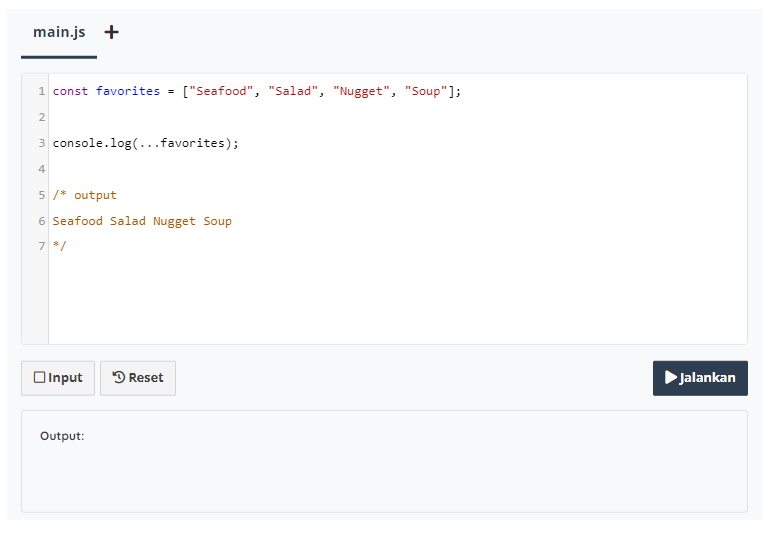 main.js +
1 const favorites = ["Seafood", "Salad", "Nugget", "Soup"];
2
3 console.log(...favorites);
4
5 /* output
6 Seafood Salad Nugget Soup
7 */
Input Reset Jalankan
Output: